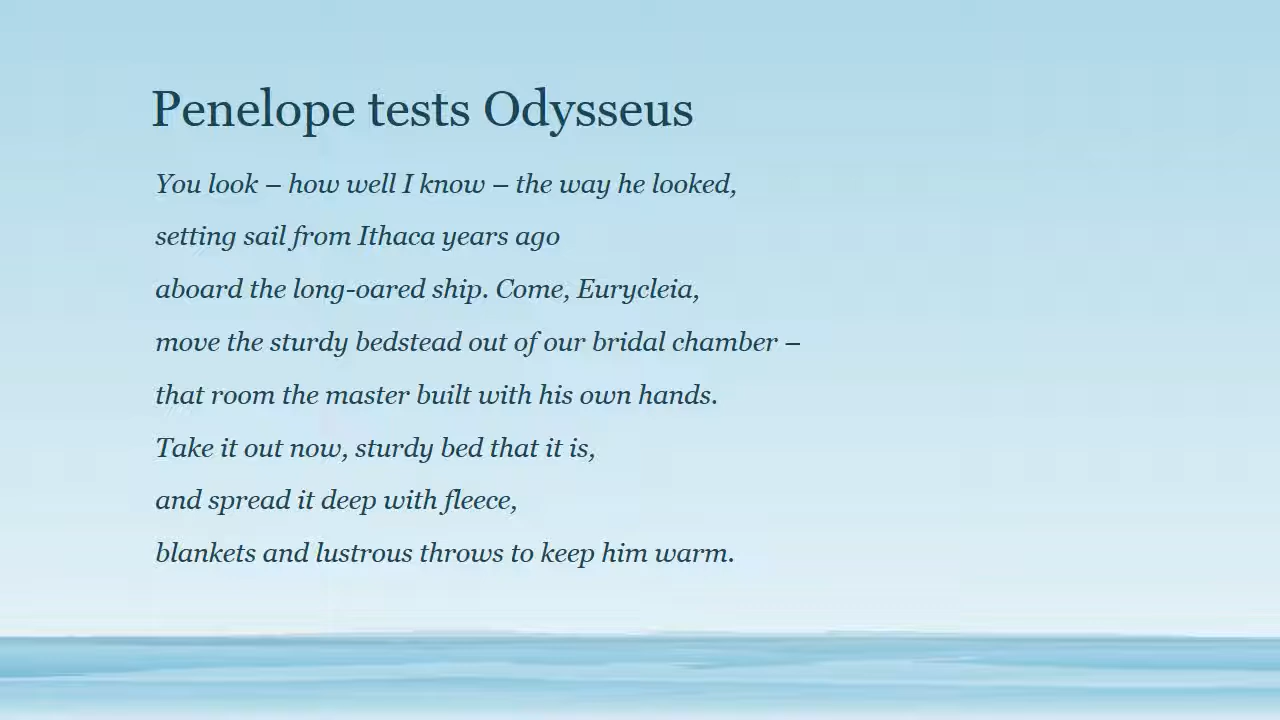 Penelope tests Odysseus
You look – how well I know – the way he looked,
setting sail from Ithaca years ago
aboard the long-oared ship. Come, Eurycleia,
move the sturdy bedstead out of our bridal chamber –
that room the master built with his own hands.
Take it out now, sturdy bed that it is,
and spread it deep with fleece,
blankets and lustrous throws to keep him warm.